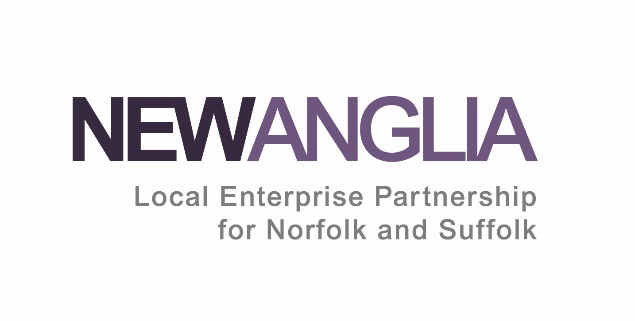 NEWANGLIA
Local Enterprise Partnership
for Norfolk and Suffolk